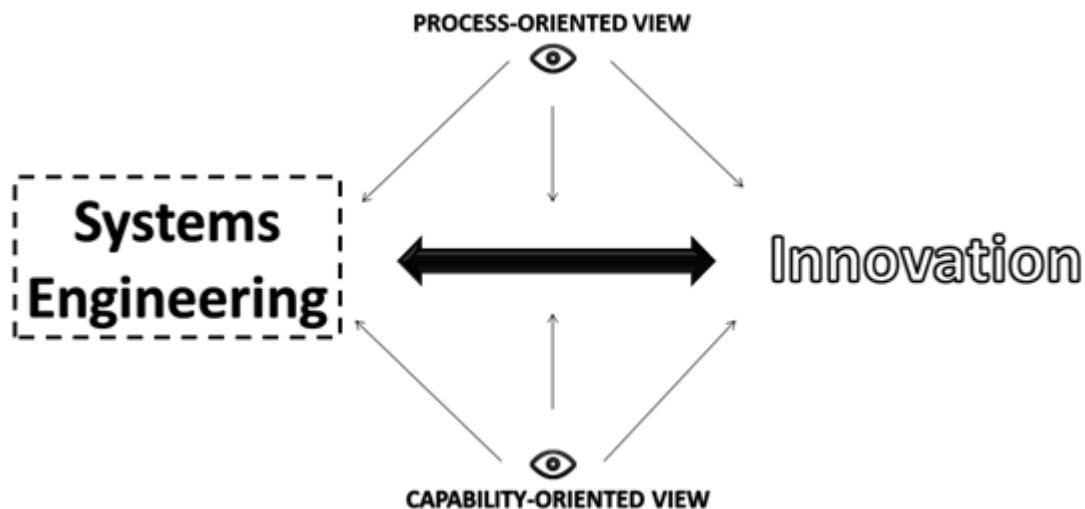 PROCESS-ORIENTED VIEW
Systems
Engineering
Innovation
CAPABILITY-ORIENTED VIEW